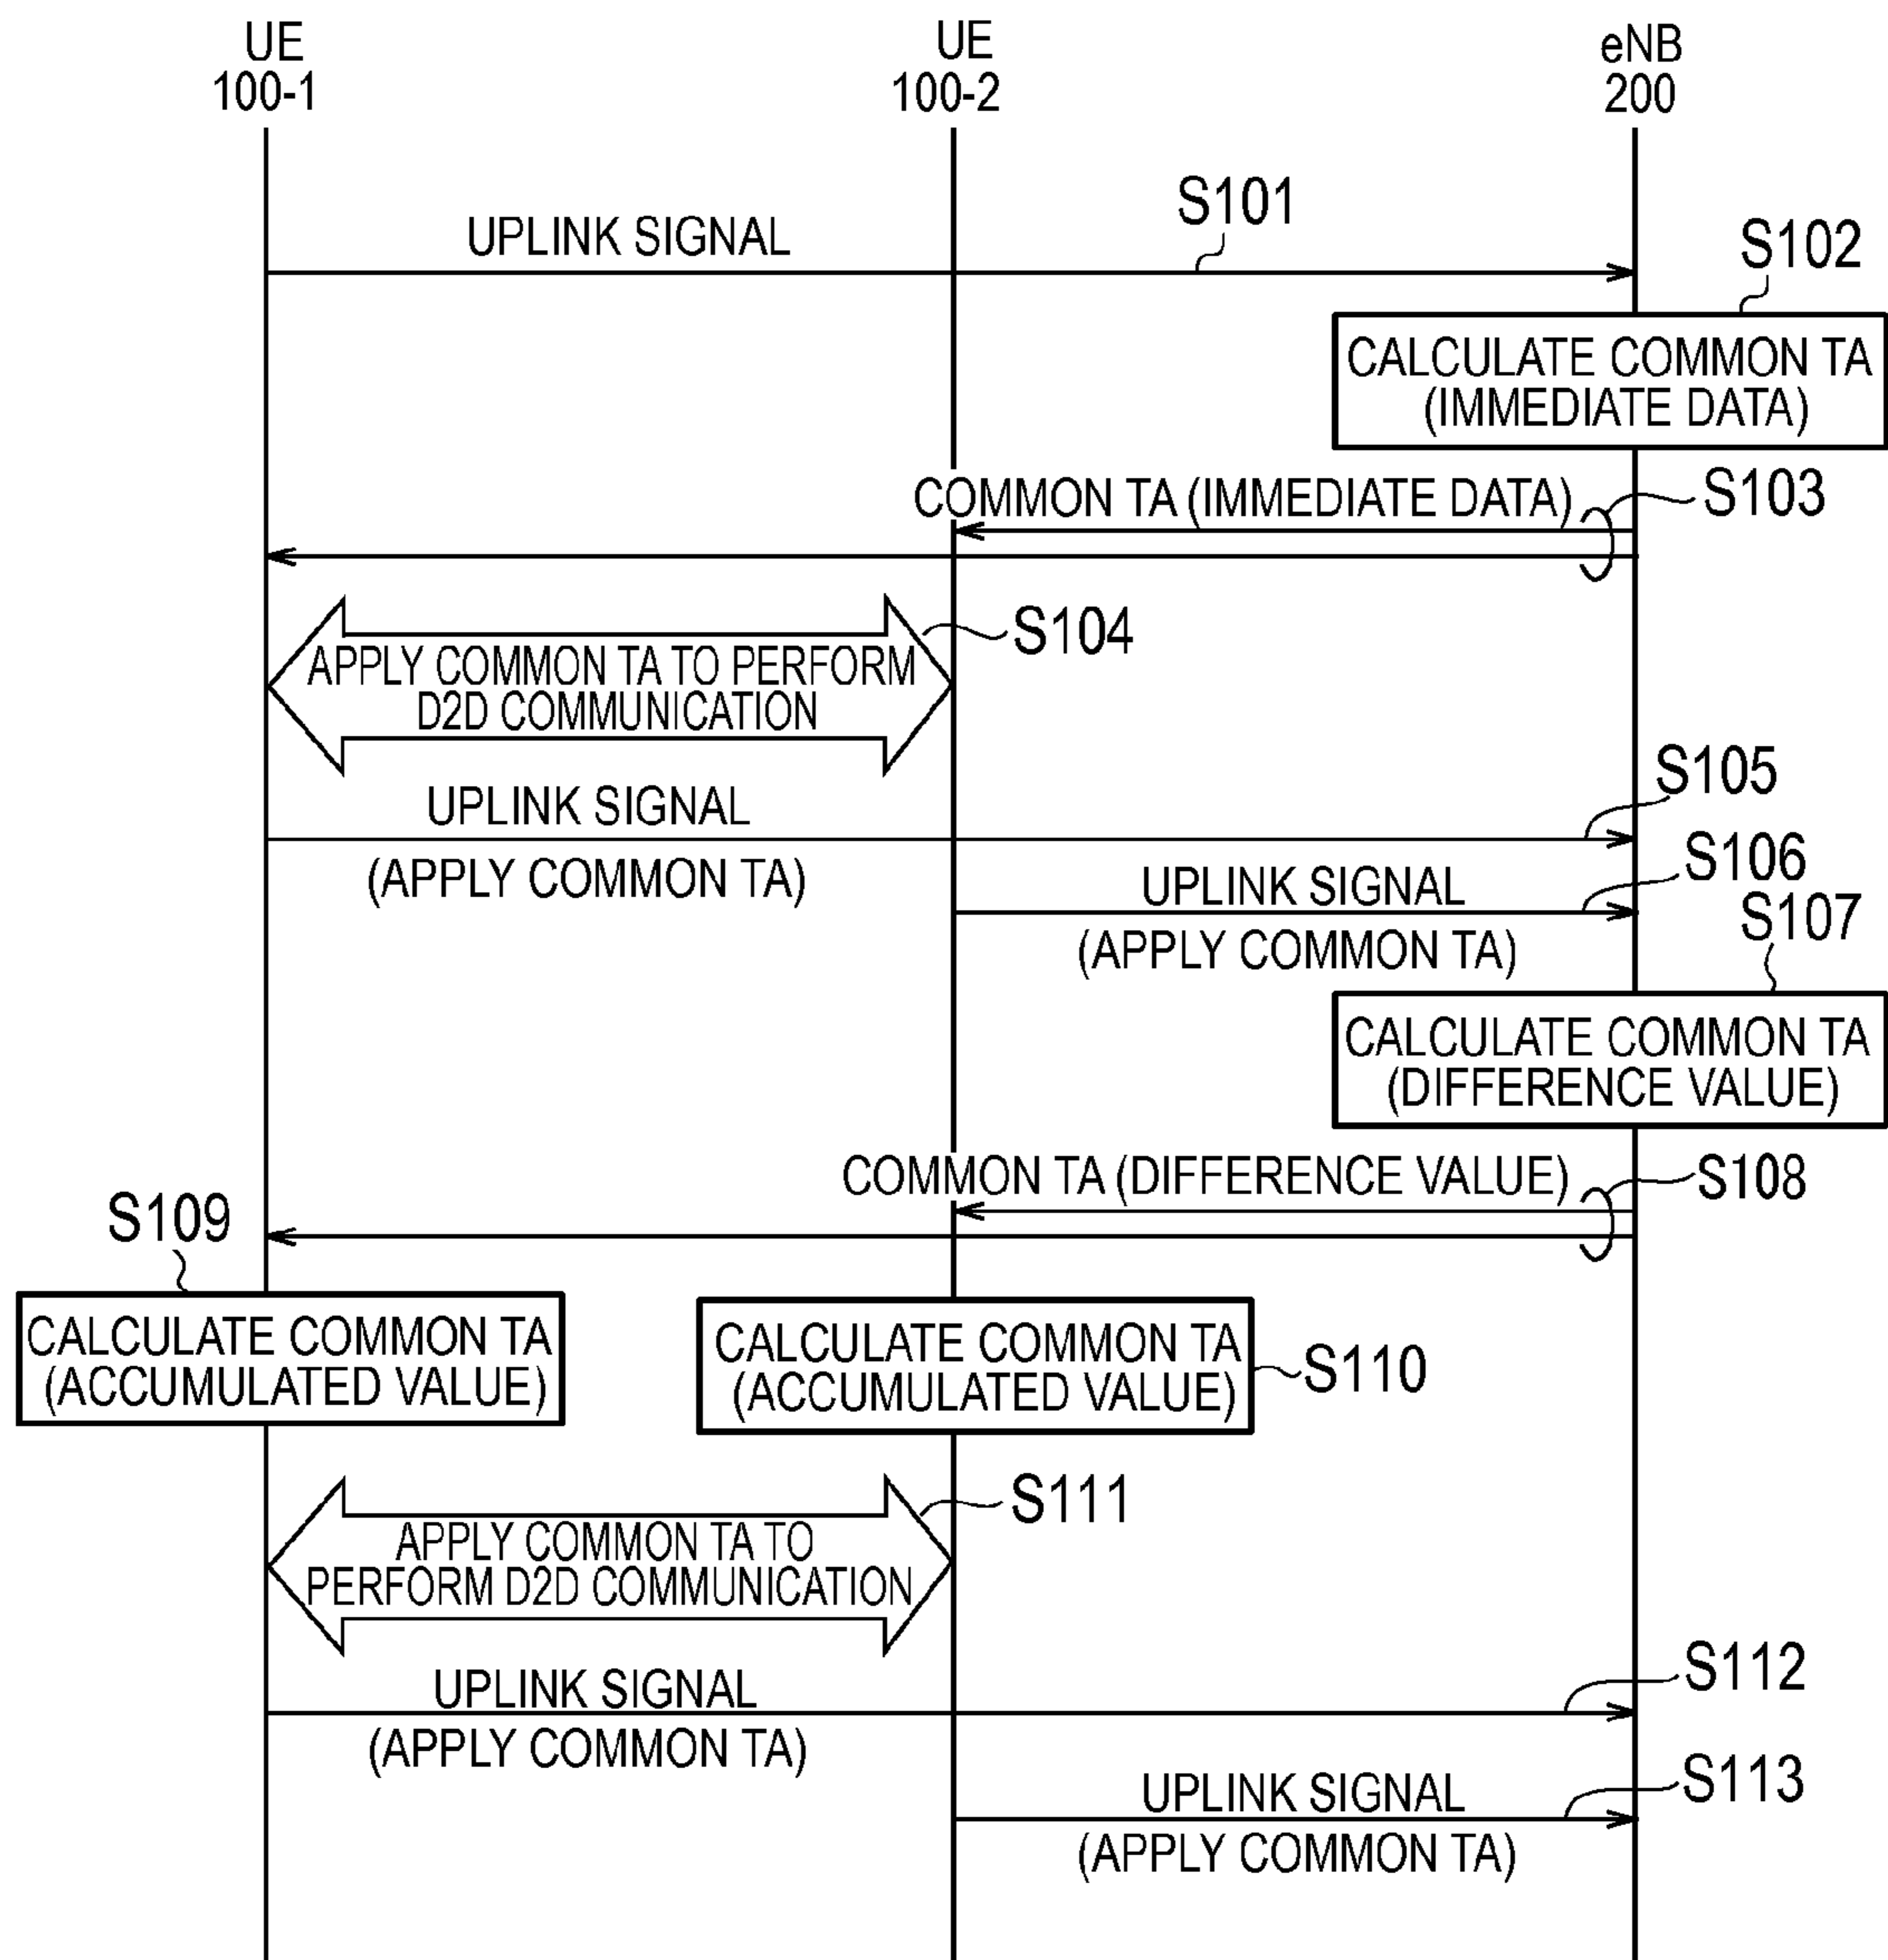 UE
100-1
UE
100-2
eNB
200
UPLINK SIGNAL
S101
S102
CALCULATE COMMON TA
(IMMEDIATE DATA)
COMMON TA (IMMEDIATE DATA)
S103
S104
APPLY COMMON TA TO PERFORM
D2D COMMUNICATION
S105
UPLINK SIGNAL
(APPLY COMMON TA)
S106
UPLINK SIGNAL
(APPLY COMMON TA)
S107
CALCULATE COMMON TA
(DIFFERENCE VALUE)
COMMON TA (DIFFERENCE VALUE)
S108
S109
CALCULATE COMMON TA
(ACCUMULATED VALUE)
CALCULATE COMMON TA
(ACCUMULATED VALUE)
S110
S111
APPLY COMMON TA TO
PERFORM D2D COMMUNICATION
S112
UPLINK SIGNAL
(APPLY COMMON TA)
S113
UPLINK SIGNAL
(APPLY COMMON TA)